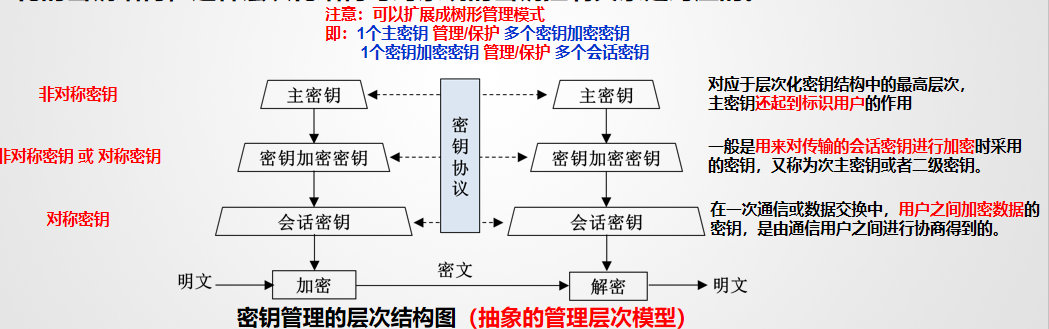 注意：可以扩展成树形管理模式
即：1个主密钥 管理/保护 多个密钥加密密钥
1个密钥加密密钥 管理/保护 多个会话密钥
非对称密钥
主密钥
主密钥
对应于层次化密钥结构中的最高层次，
主密钥还起到标识用户的作用
密钥协议
非对称密钥 或 对称密钥
密钥加密密钥
密钥加密密钥
一般是用来对传输的会话密钥进行加密时采用
的密钥，又称为次主密钥或者二级密钥。
对称密钥
会话密钥
会话密钥
在一次通信或数据交换中，用户之间加密数据的
密钥，是由通信用户之间进行协商得到的。
明文
加密
密文
解密
明文
密钥管理的层次结构图（抽象的管理层次模型）